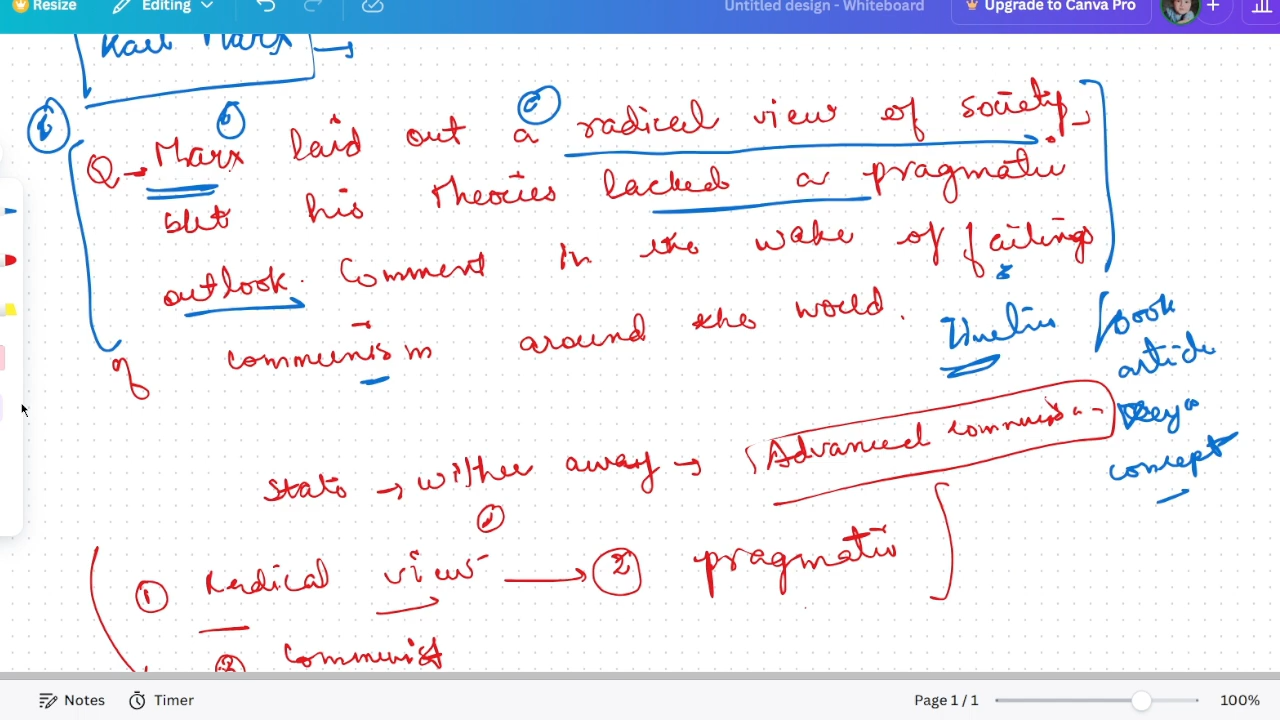 Resize Editing Untitled design - Whiteboard Upgrade to Canva Pro
Karl Marx →
Q → Marx laid out a radical view of society,
but his theories lacked a pragmatic
outlook. Comment in the wake of failings
of communism around the world.
Timeline
book
article
key
concept
State → wither away → Advanced communism
① Radical view → ② pragmatic
② Communist
Notes Timer Page 1 / 1 100%